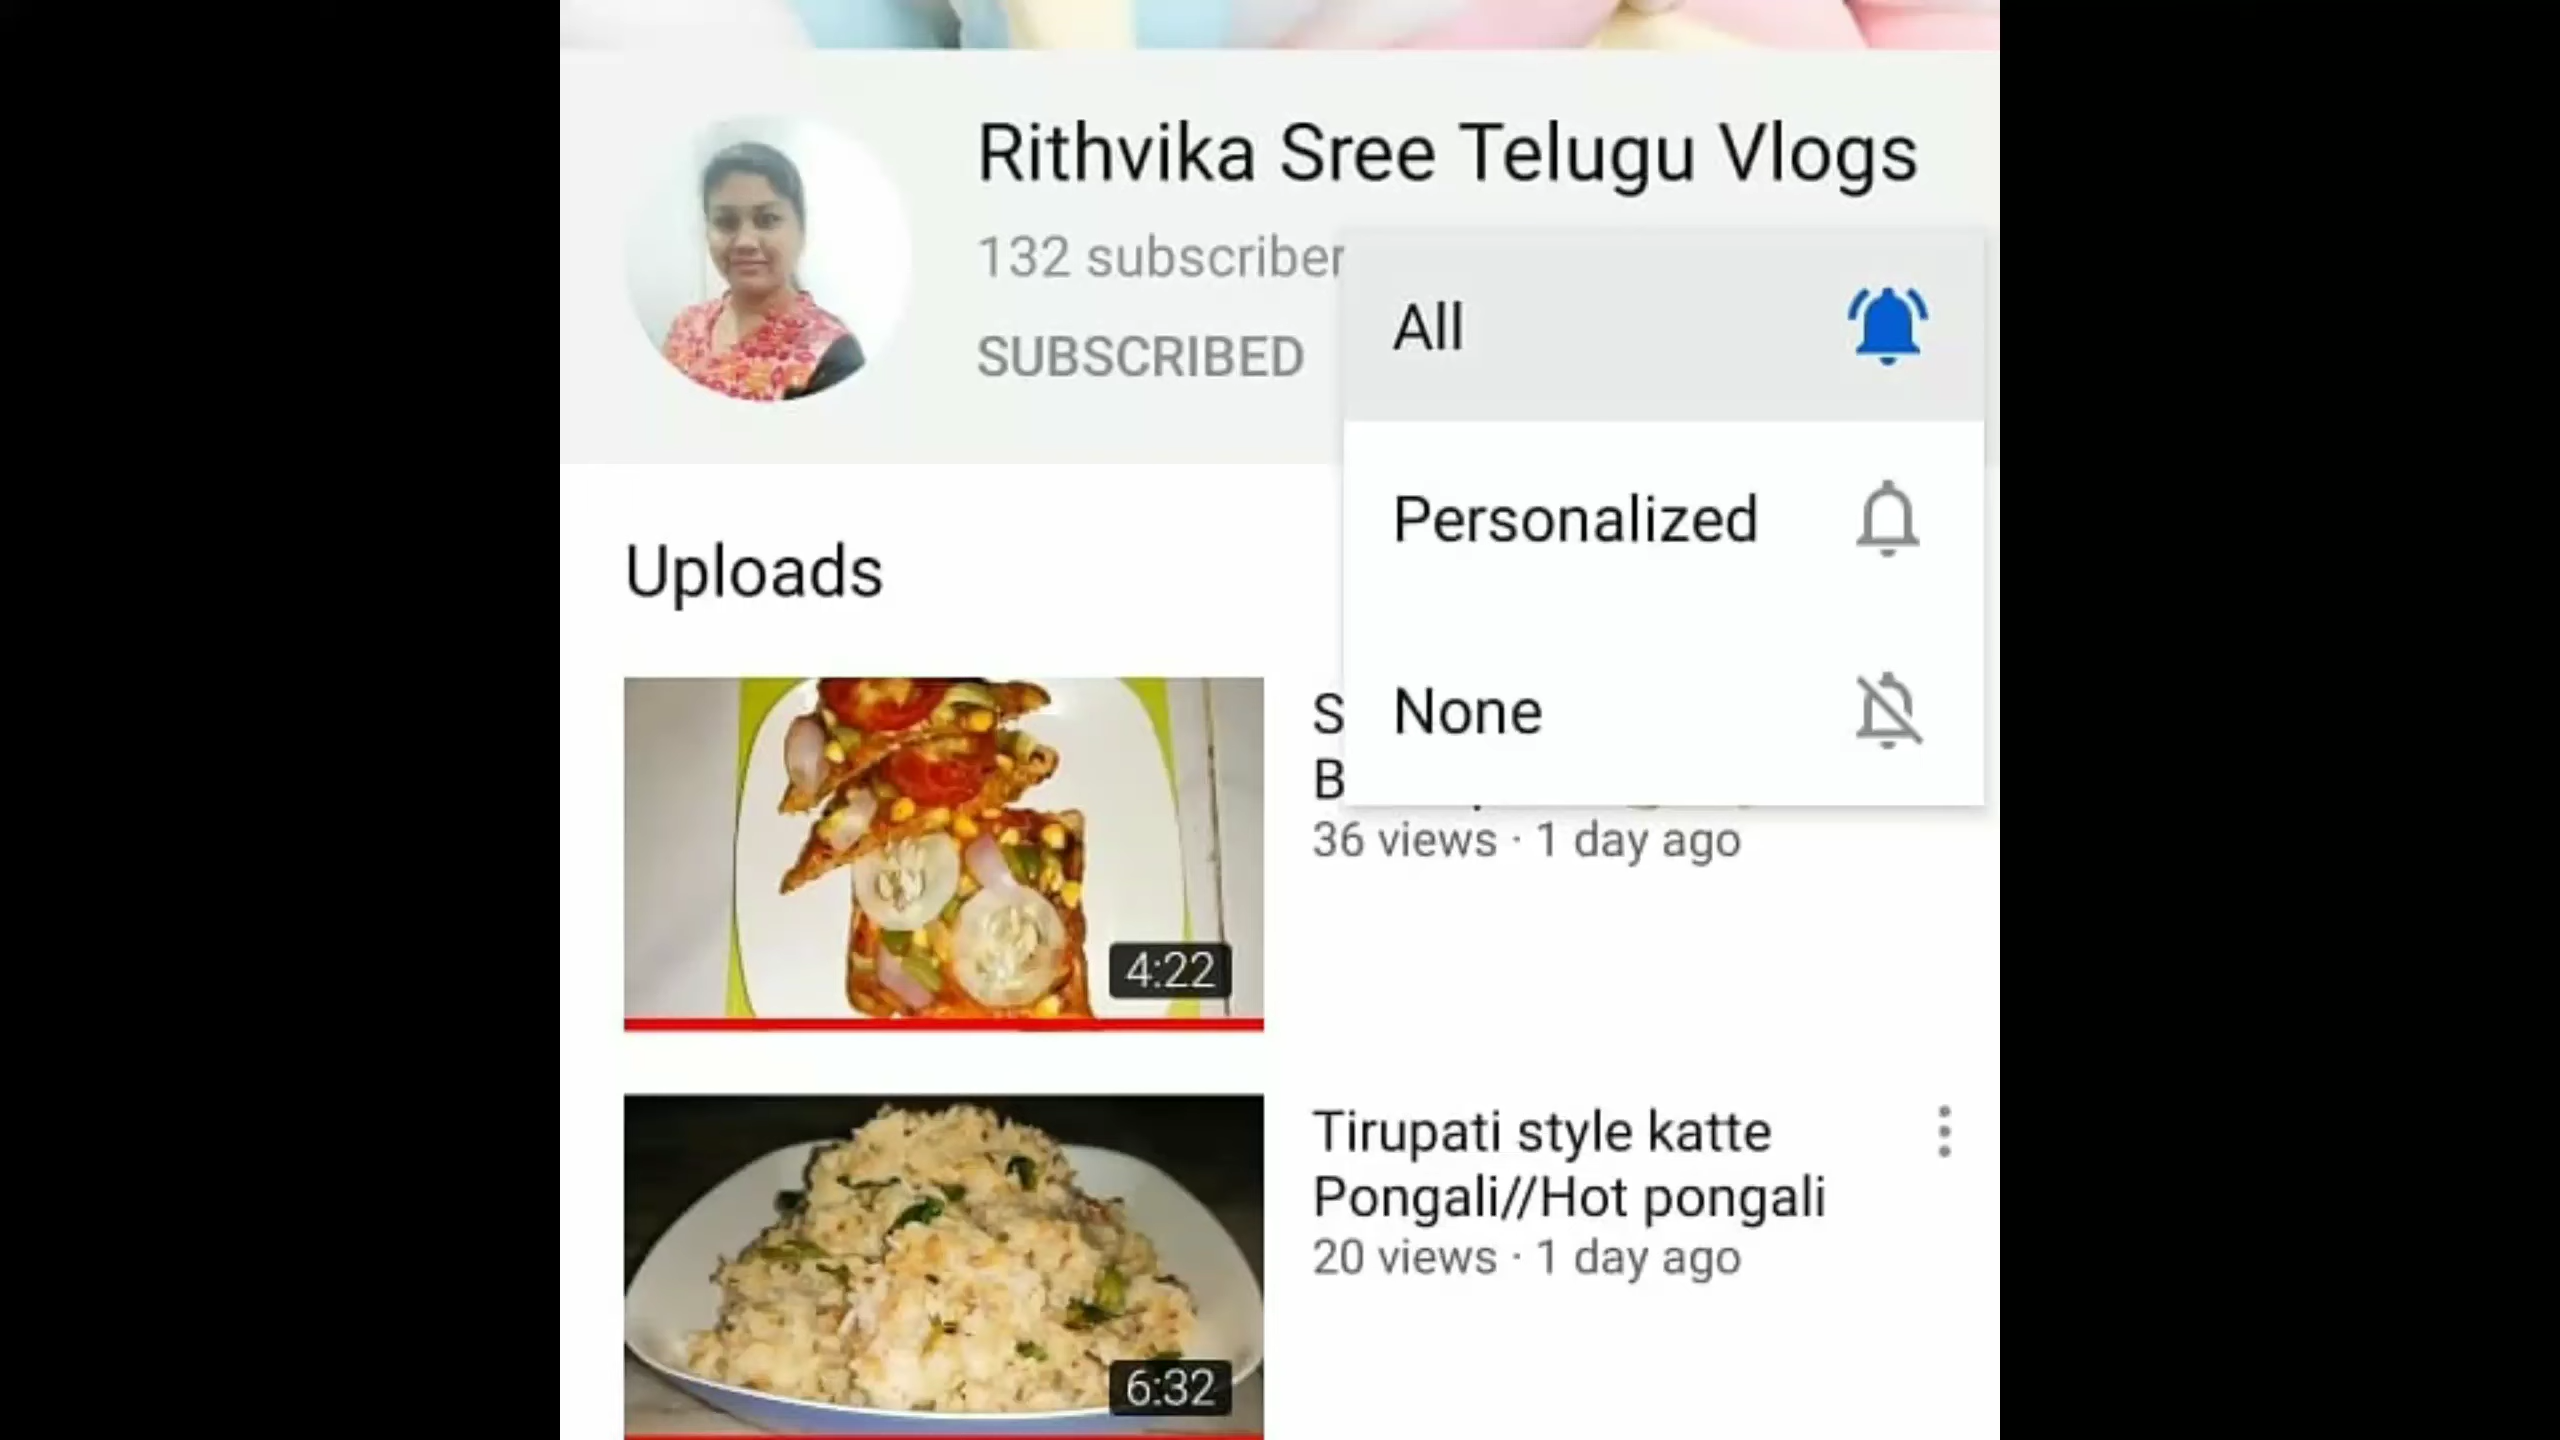 Rithvika Sree Telugu Vlogs
132 subscriber
SUBSCRIBED
All
Personalized
None
Uploads
S
B
36 views · 1 day ago
4:22
Tirupati style katte
Pongali//Hot pongali
20 views · 1 day ago
6:32